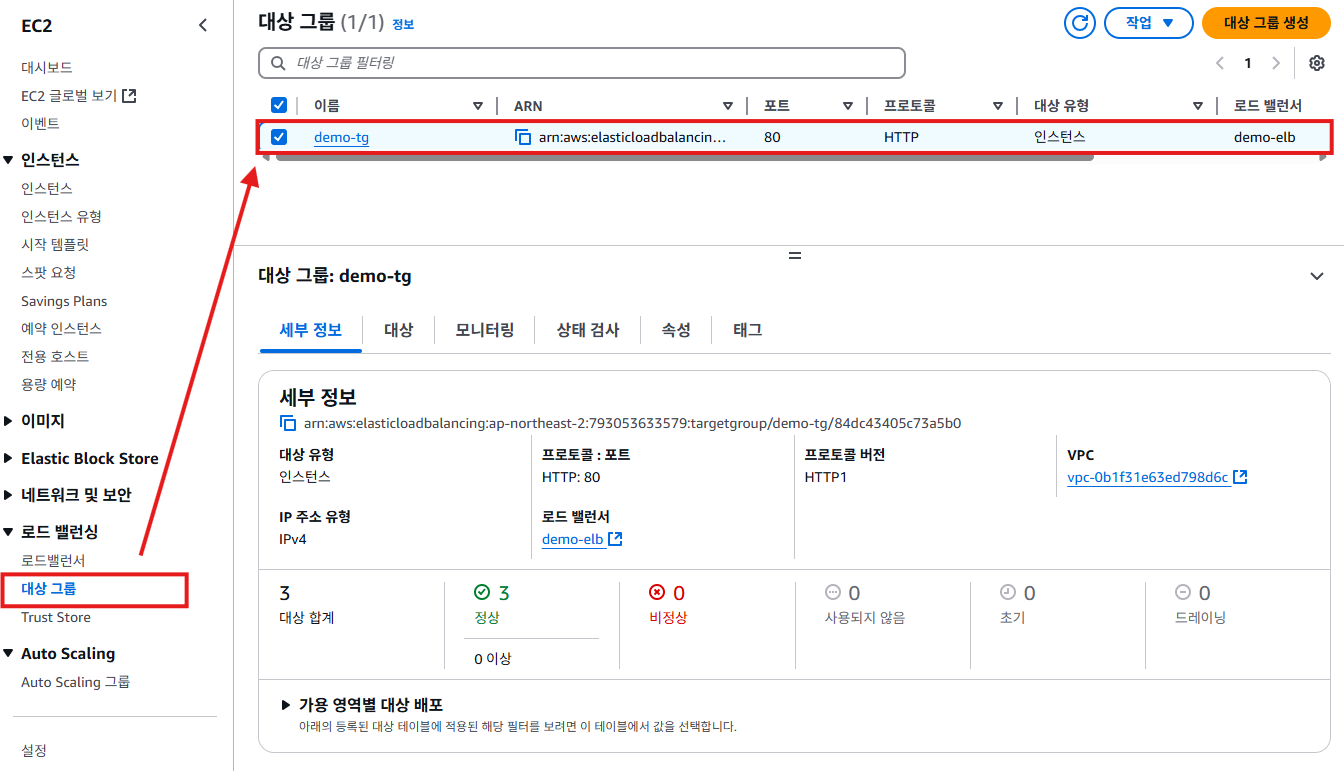 EC2
대시보드
EC2 글로벌 보기
이벤트
인스턴스
인스턴스
인스턴스 유형
시작 템플릿
스팟 요청
Savings Plans
예약 인스턴스
전용 호스트
용량 예약
이미지
Elastic Block Store
네트워크 및 보안
로드 밸런싱
로드밸런서
대상 그룹
Trust Store
Auto Scaling
Auto Scaling 그룹
설정
대상 그룹 (1/1) 정보
작업
대상 그룹 생성
대상 그룹 필터링
1
이름 ARN 포트 프로토콜 대상 유형 로드 밸런서
demo-tg arn:aws:elasticloadbalancin... 80 HTTP 인스턴스 demo-elb
대상 그룹: demo-tg
세부 정보 대상 모니터링 상태 검사 속성 태그
세부 정보
arn:aws:elasticloadbalancing:ap-northeast-2:793053633579:targetgroup/demo-tg/84dc43405c73a5b0
대상 유형 프로토콜 : 포트 프로토콜 버전 VPC
인스턴스 HTTP: 80 HTTP1 vpc-0b1f31e63ed798d6c
IP 주소 유형 로드 밸런서
IPv4 demo-elb
3 3 0 0 0 0
대상 합계 정상 비정상 사용되지 않음 초기 드레이닝
0 이상
가용 영역별 대상 배포
아래의 등록된 대상 테이블에 적용된 해당 필터를 보려면 이 테이블에서 값을 선택합니다.